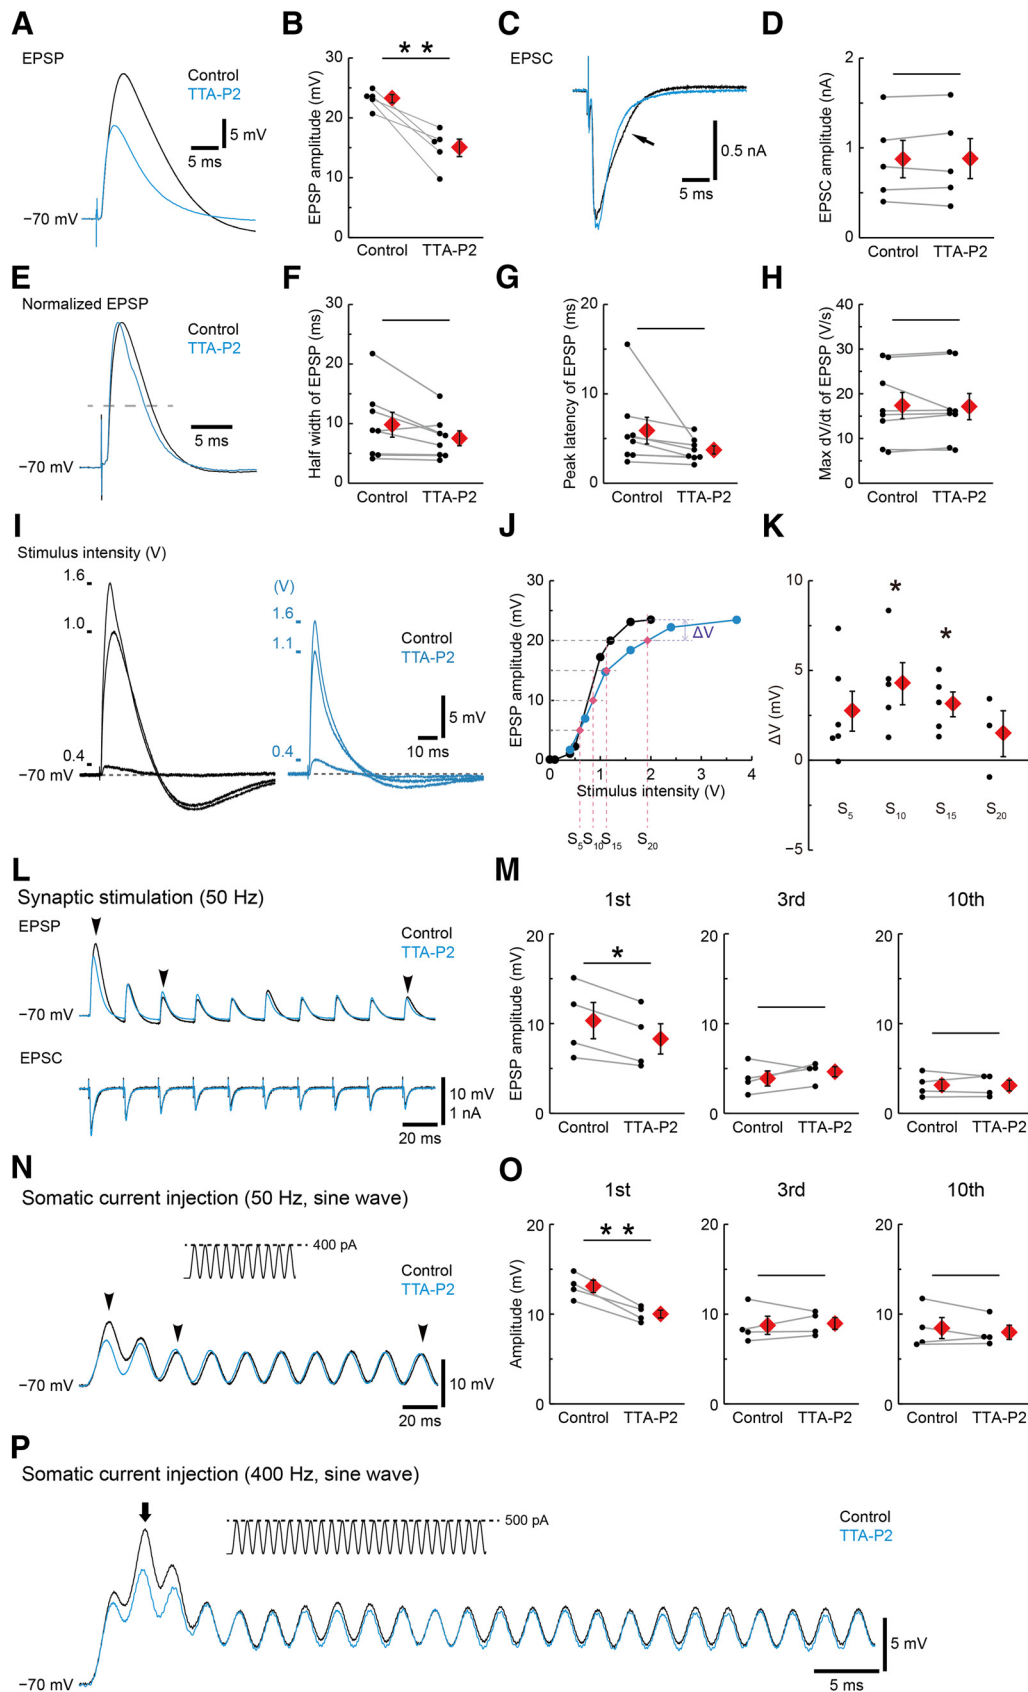 A
EPSP
Control
TTA-P2
5 mV
5 ms
−70 mV
B
* *
EPSP amplitude (mV)
30
20
10
0
Control
TTA-P2
C
EPSC
0.5 nA
5 ms
D
EPSC amplitude (nA)
2
1
0
Control
TTA-P2
E
Normalized EPSP
Control
TTA-P2
5 ms
−70 mV
F
Half width of EPSP (ms)
30
20
10
0
Control
TTA-P2
G
Peak latency of EPSP (ms)
20
10
0
Control
TTA-P2
H
Max dV/dt of EPSP (V/s)
40
30
20
10
0
Control
TTA-P2
I
Stimulus intensity (V)
1.6
1.0
0.4
−70 mV
(V)
1.6
1.1
0.4
Control
TTA-P2
5 mV
10 ms
J
EPSP amplitude (mV)
30
20
10
0
ΔV
0
1
2
3
4
Stimulus intensity (V)
S5
S10
S15
S20
K
ΔV (mV)
10
5
0
−5
*
*
S5
S10
S15
S20
L
Synaptic stimulation (50 Hz)
EPSP
Control
TTA-P2
−70 mV
EPSC
10 mV
1 nA
20 ms
M
1st
3rd
10th
EPSP amplitude (mV)
20
10
0
*
Control
TTA-P2
20
10
0
Control
TTA-P2
20
10
0
Control
TTA-P2
N
Somatic current injection (50 Hz, sine wave)
400 pA
Control
TTA-P2
−70 mV
10 mV
20 ms
O
1st
3rd
10th
Amplitude (mV)
20
10
0
* *
Control
TTA-P2
20
10
0
Control
TTA-P2
20
10
0
Control
TTA-P2
P
Somatic current injection (400 Hz, sine wave)
500 pA
Control
TTA-P2
−70 mV
5 mV
5 ms